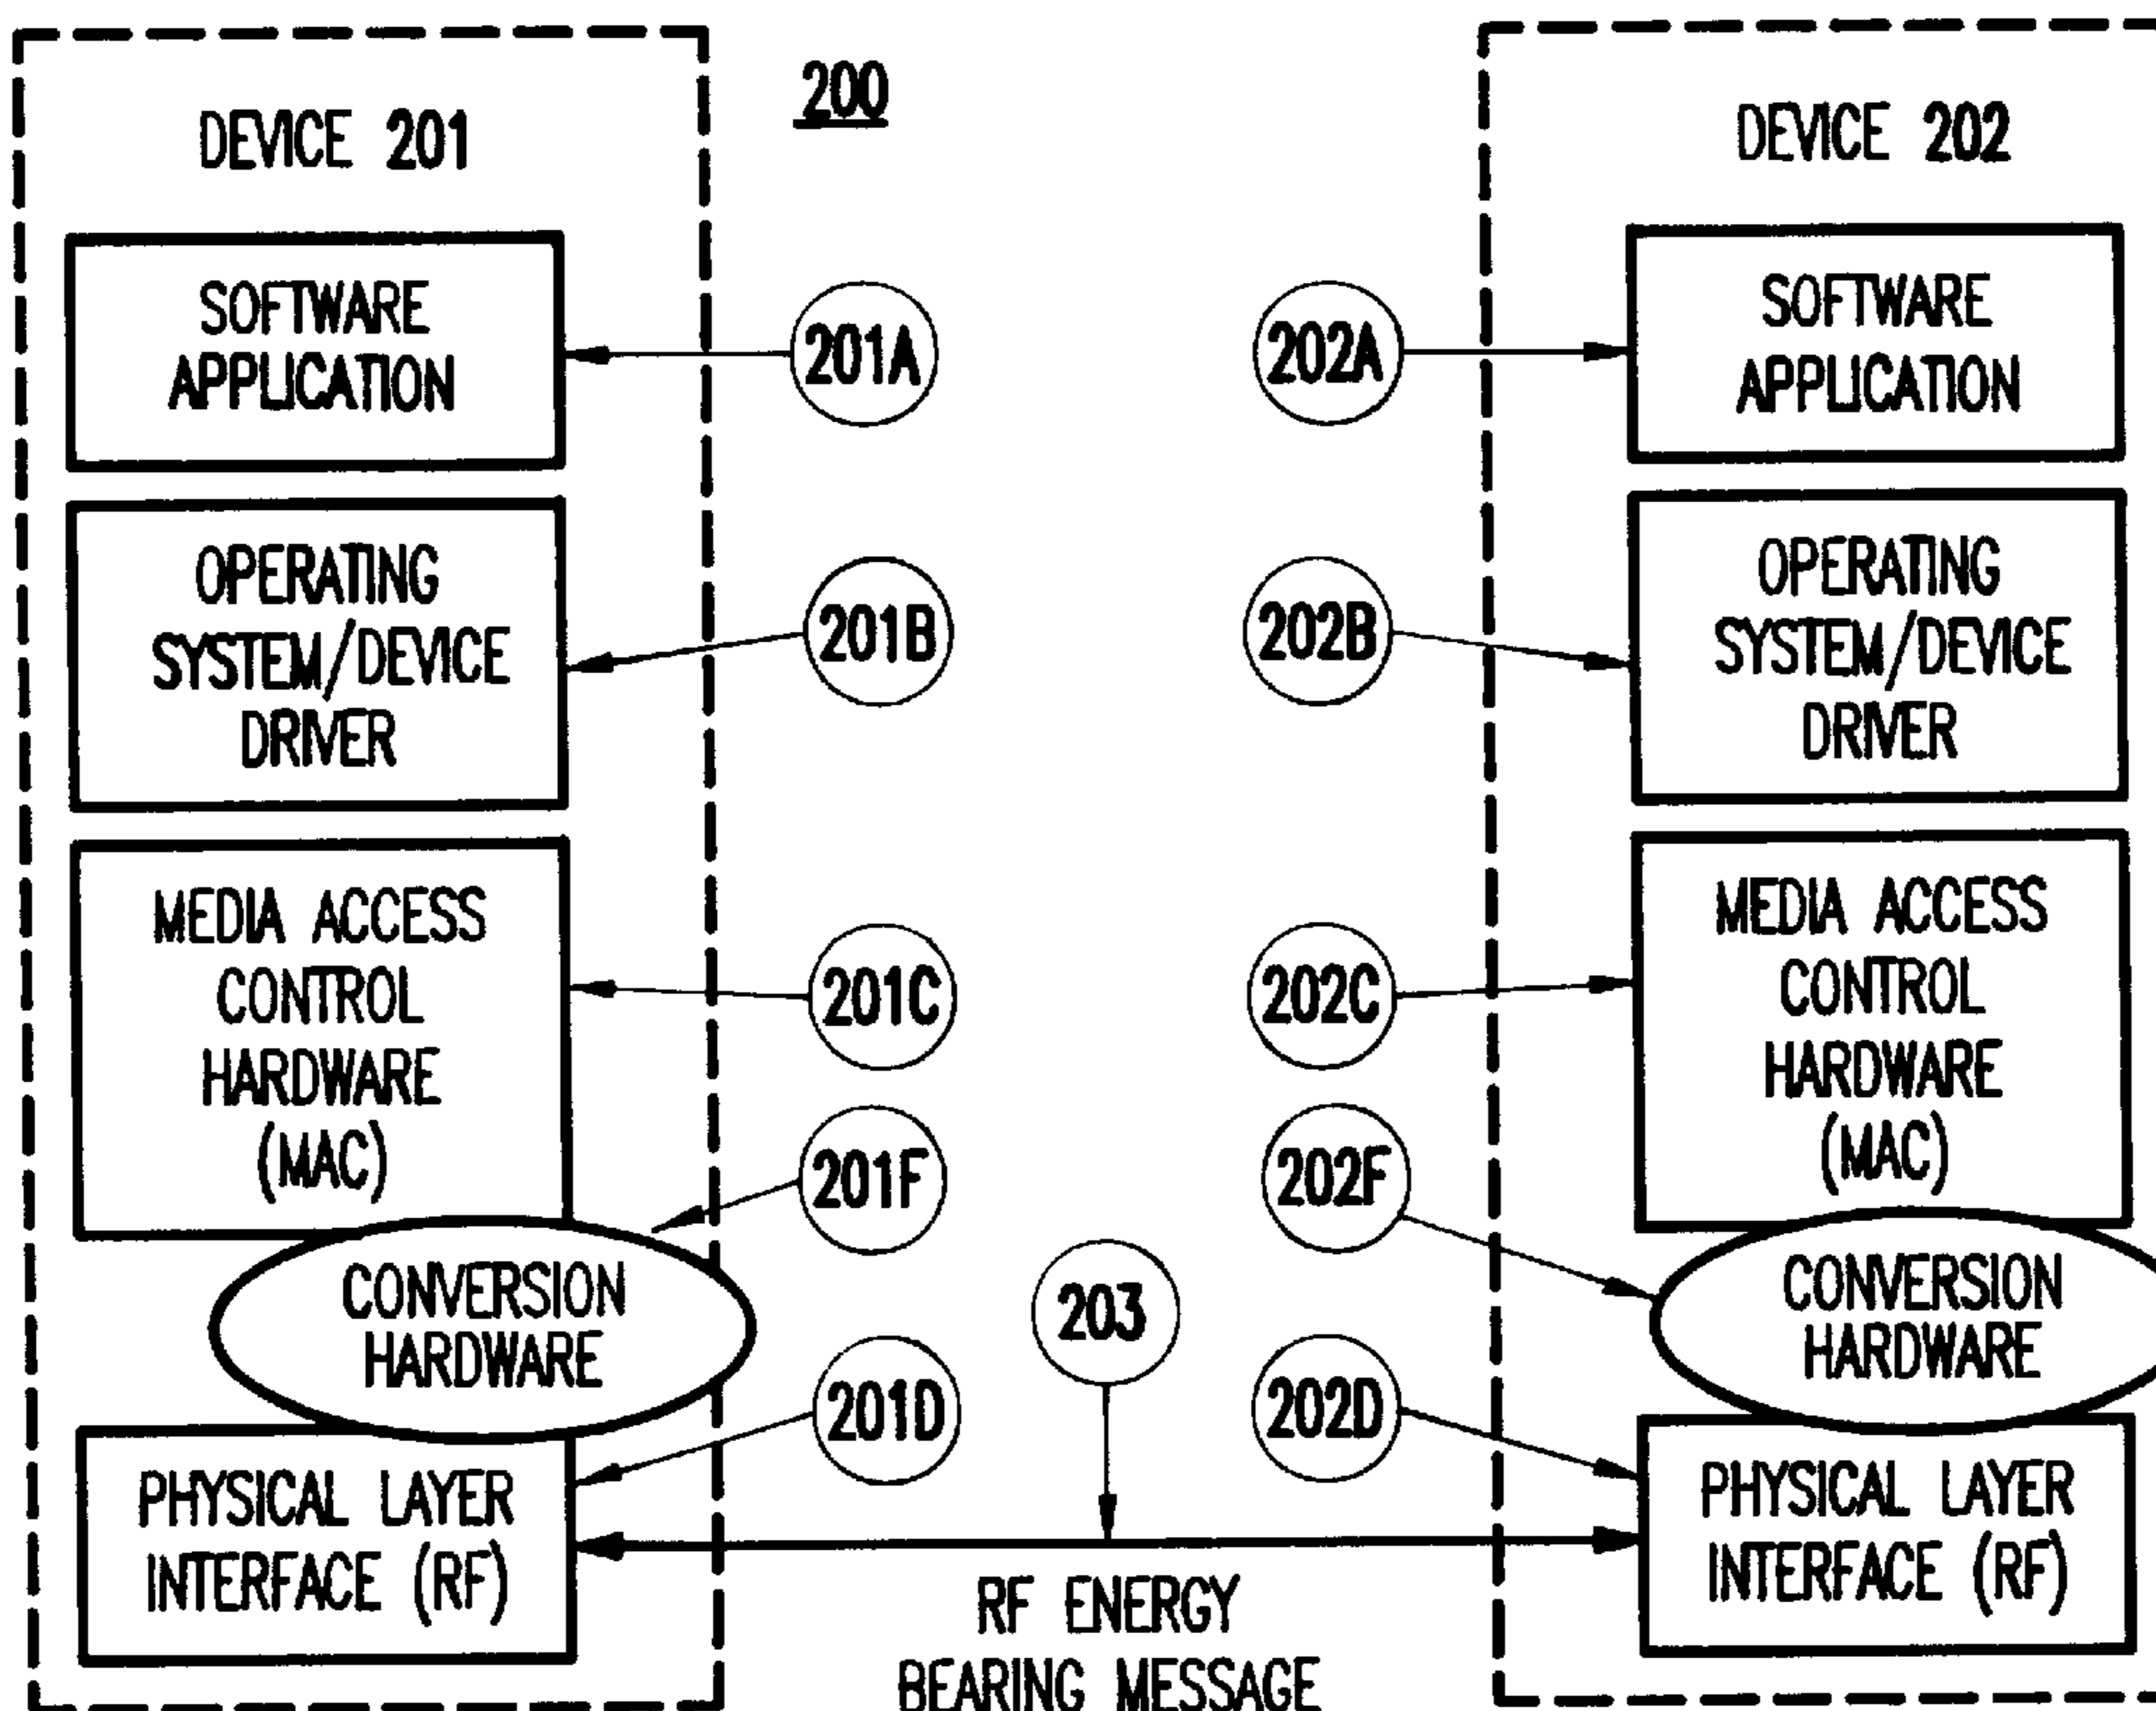 200
DEVICE 201
SOFTWARE
APPLICATION
201A
OPERATING
SYSTEM/DEVICE
DRIVER
201B
MEDIA ACCESS
CONTROL
HARDWARE
(MAC)
201C
201F
CONVERSION
HARDWARE
201D
PHYSICAL LAYER
INTERFACE (RF)
203
RF ENERGY
BEARING MESSAGE
DEVICE 202
202A
SOFTWARE
APPLICATION
202B
OPERATING
SYSTEM/DEVICE
DRIVER
202C
MEDIA ACCESS
CONTROL
HARDWARE
(MAC)
202F
CONVERSION
HARDWARE
202D
PHYSICAL LAYER
INTERFACE (RF)